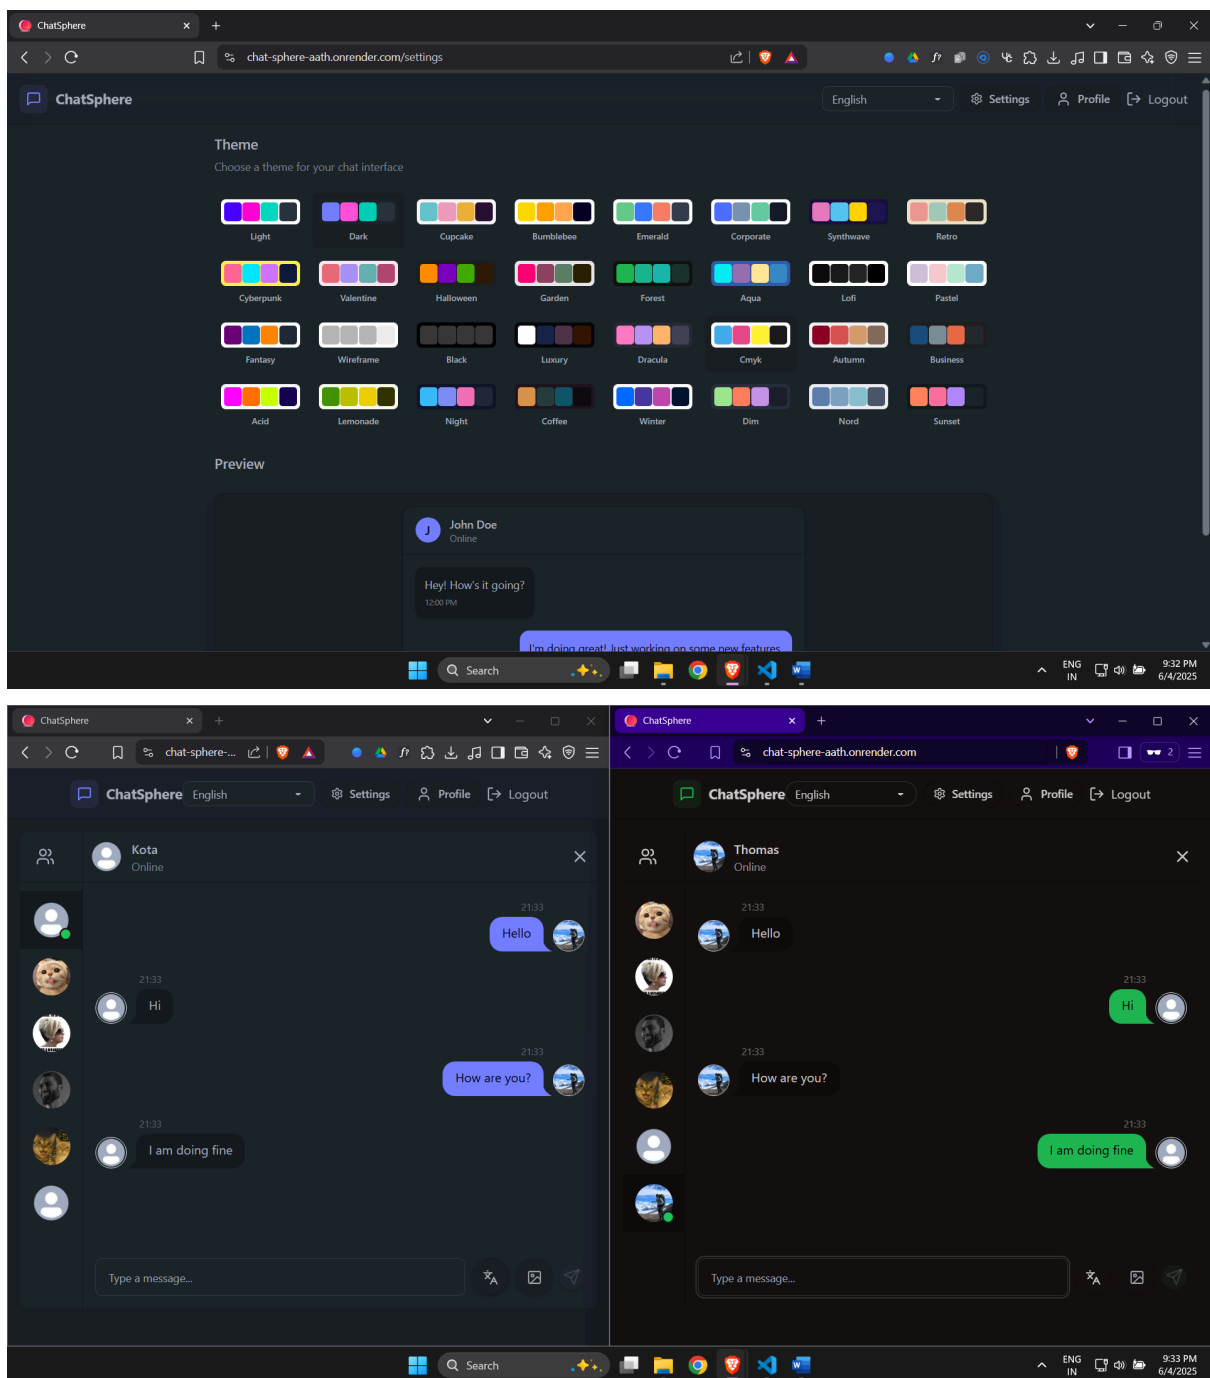 ChatSphere
chat-sphere-aath.onrender.com/settings
ChatSphere
English
Settings
Profile
Logout
Theme
Choose a theme for your chat interface
Light
Dark
Cupcake
Bumblebee
Emerald
Corporate
Synthwave
Retro
Cyberpunk
Valentine
Halloween
Garden
Forest
Aqua
Lofi
Pastel
Fantasy
Wireframe
Black
Luxury
Dracula
Cmyk
Autumn
Business
Acid
Lemonade
Night
Coffee
Winter
Dim
Nord
Sunset
Preview
J
John Doe
Online
Hey! How's it going?
12:00 PM
I'm doing great! Just working on some new features.
Search
ENG
IN
9:32 PM
6/4/2025
ChatSphere
chat-sphere-...
ChatSphere
English
Settings
Profile
Logout
Kota
Online
21:33
Hello
21:33
Hi
21:33
How are you?
21:33
I am doing fine
Type a message...
ChatSphere
chat-sphere-aath.onrender.com
2
ChatSphere
English
Settings
Profile
Logout
Thomas
Online
21:33
Hello
21:33
Hi
21:33
How are you?
21:33
I am doing fine
Type a message...
Search
ENG
IN
9:33 PM
6/4/2025